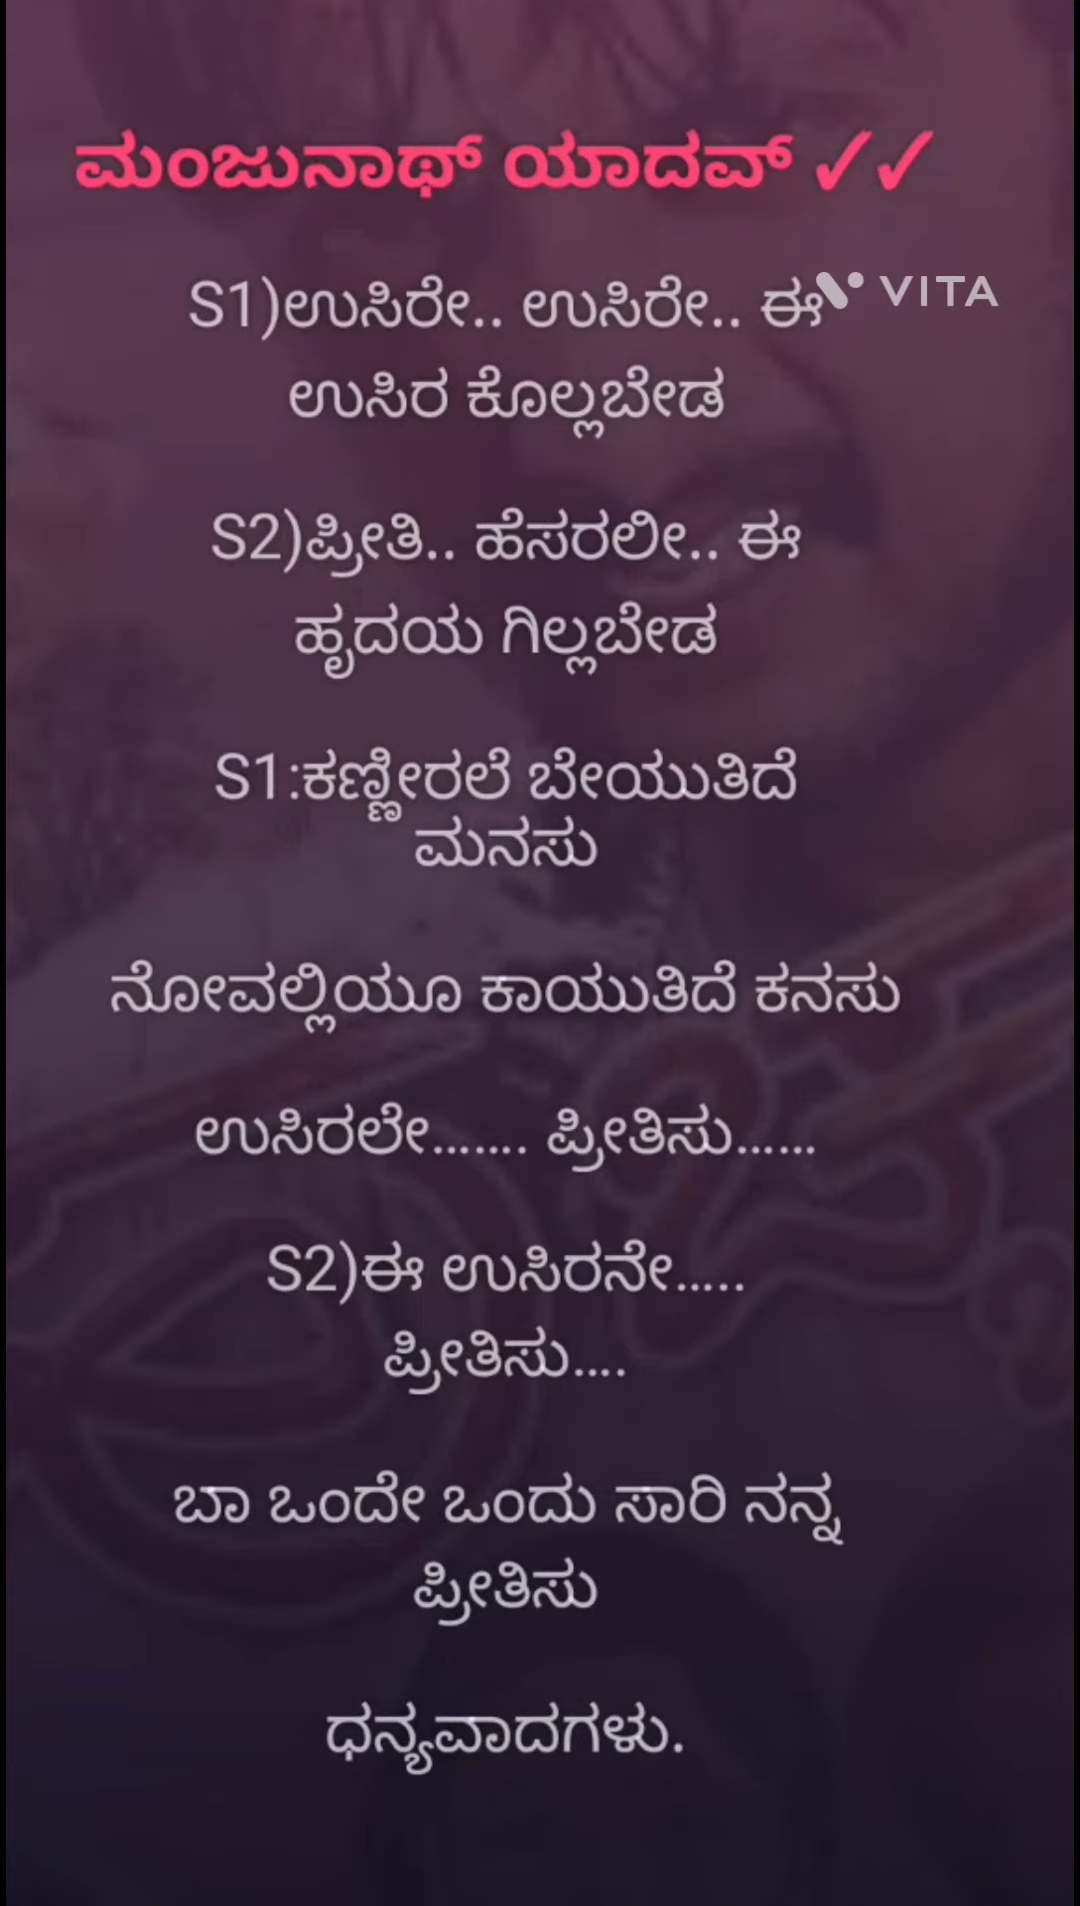 ಮಂಜುನಾಥ್ ಯಾದವ್ ✓✓
VITA
S1)ಉಸಿರೇ.. ಉಸಿರೇ.. ಈ
ಉಸಿರ ಕೊಲ್ಲಬೇಡ
S2)ಪ್ರೀತಿ.. ಹೆಸರಲೀ.. ಈ
ಹೃದಯ ಗಿಲ್ಲಬೇಡ
S1:ಕಣ್ಣೀರಲೆ ಬೇಯುತಿದೆ
ಮನಸು
ನೋವಲ್ಲಿಯೂ ಕಾಯುತಿದೆ ಕನಸು
ಉಸಿರಲೇ....... ಪ್ರೀತಿಸು......
S2)ಈ ಉಸಿರನೇ.....
ಪ್ರೀತಿಸು....
ಬಾ ಒಂದೇ ಒಂದು ಸಾರಿ ನನ್ನ
ಪ್ರೀತಿಸು
ಧನ್ಯವಾದಗಳು.